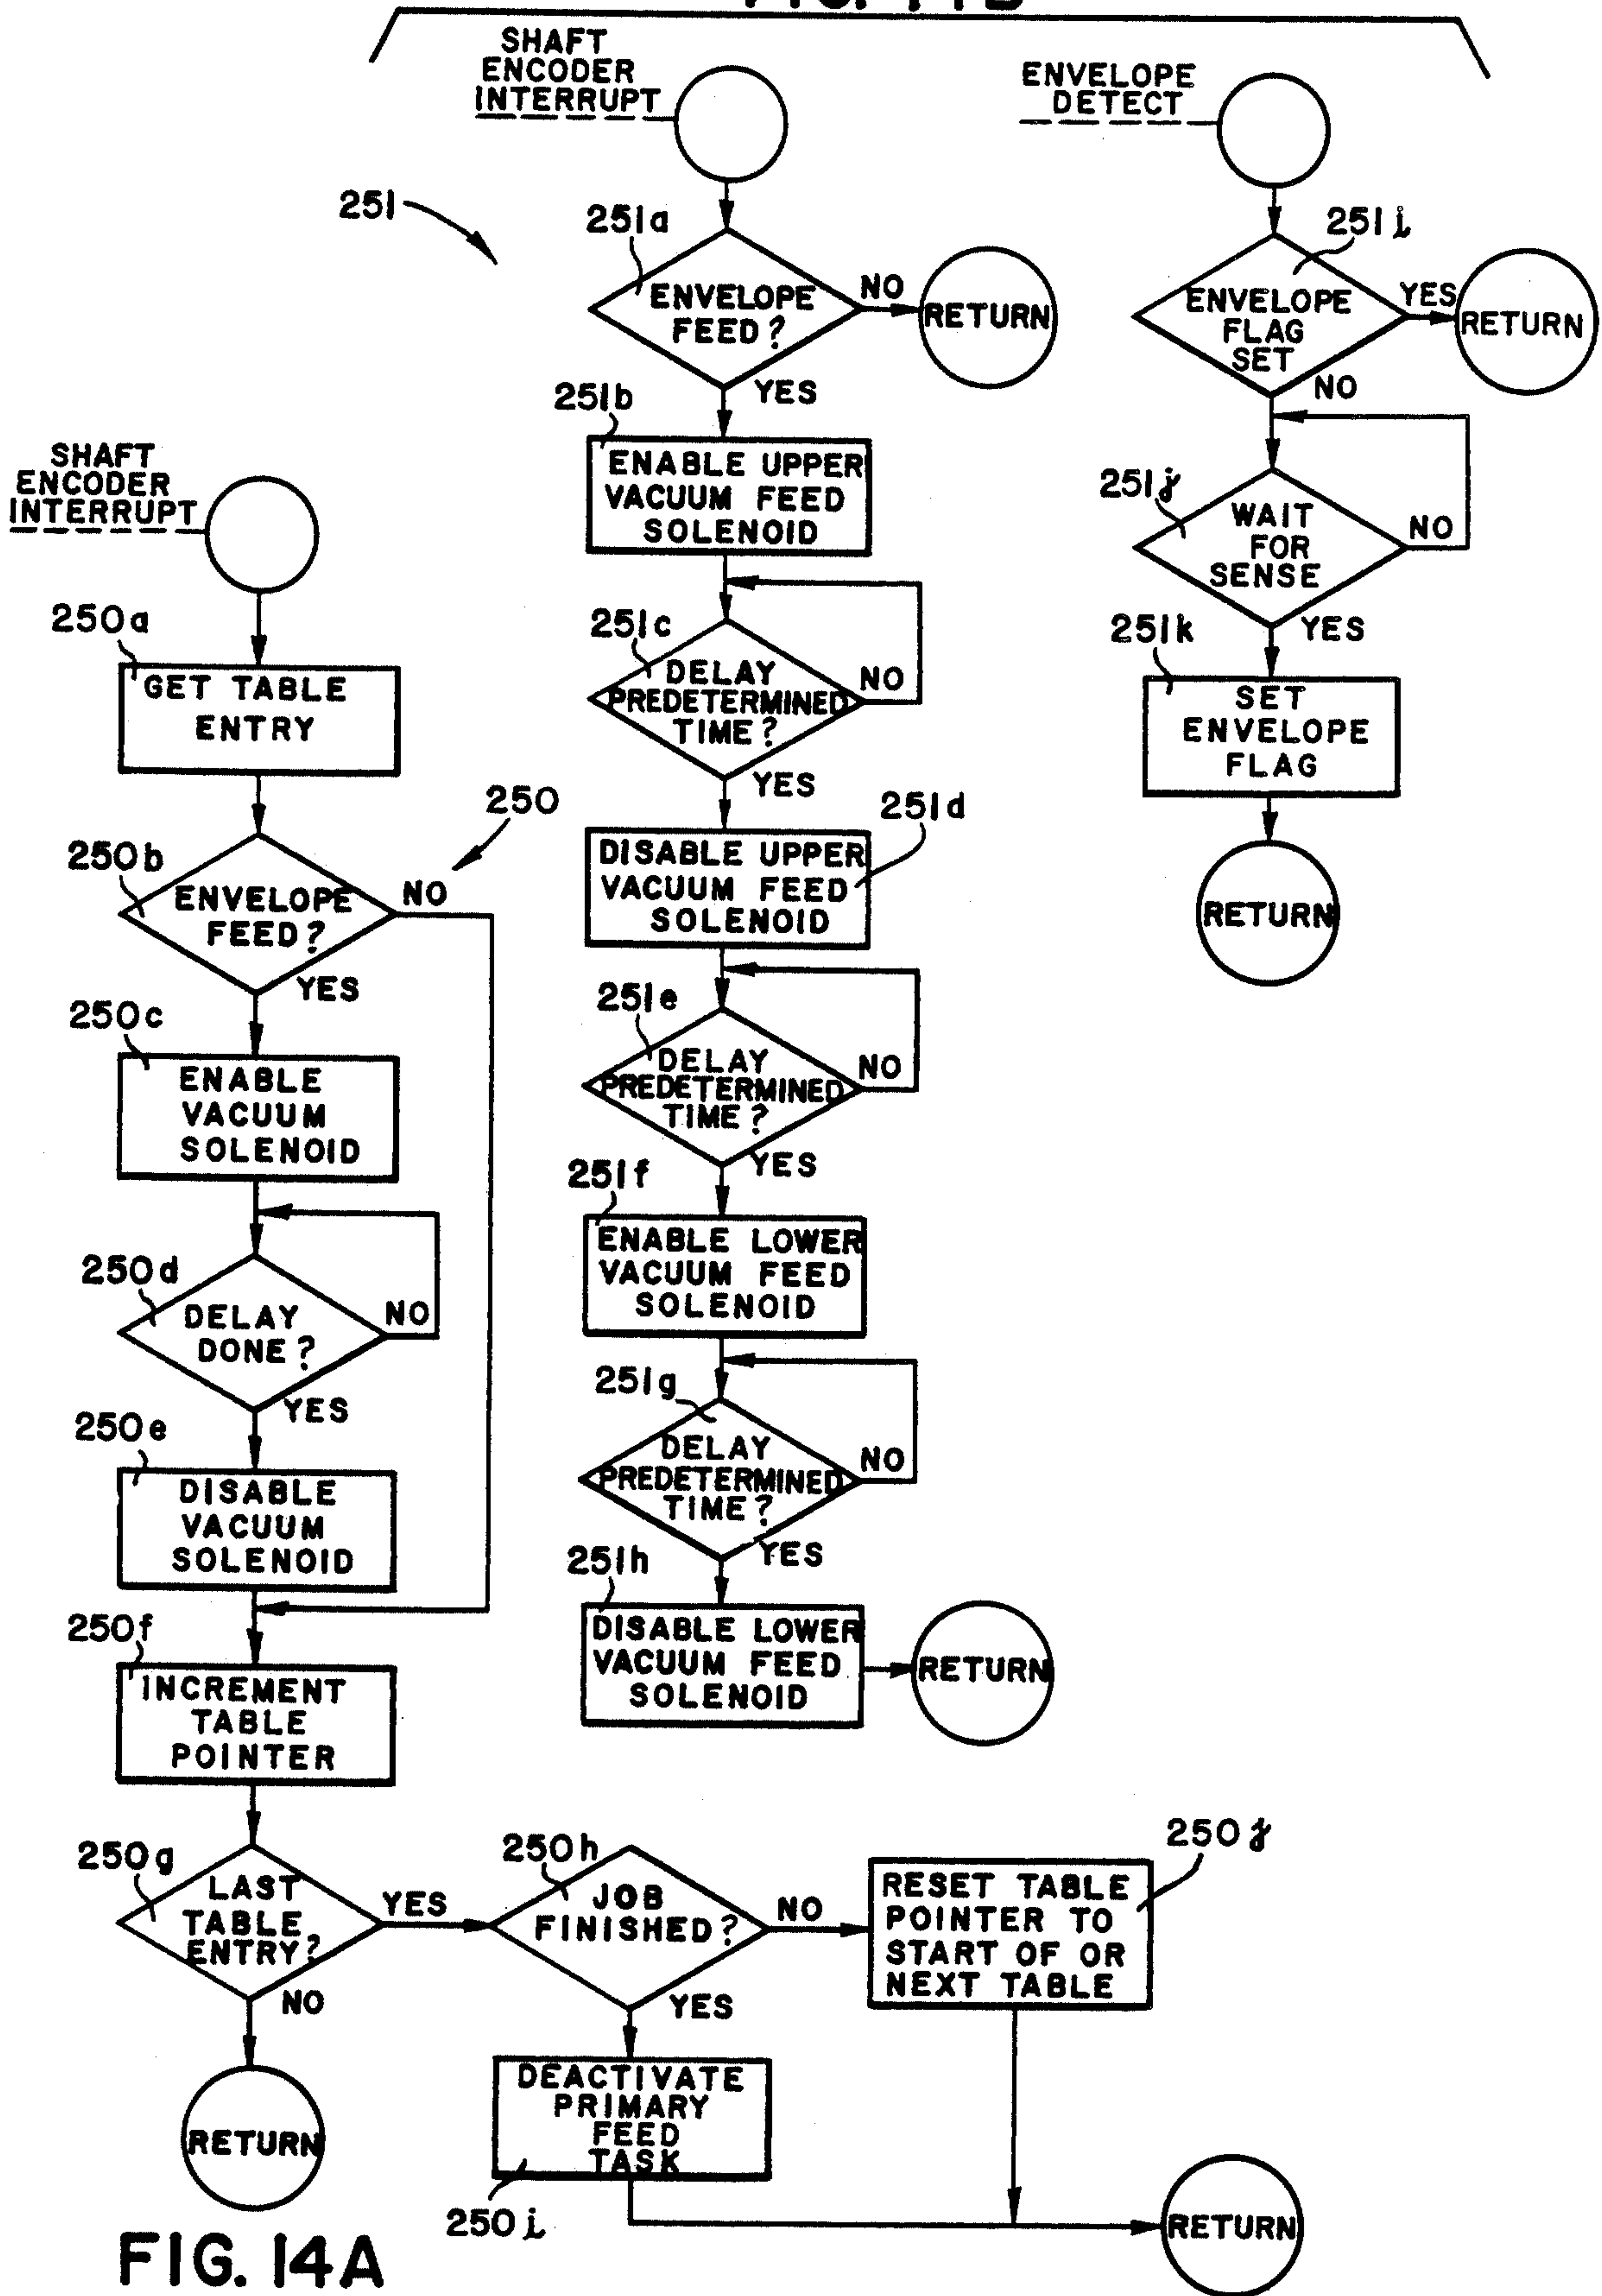 SHAFT
ENCODER
INTERRUPT
ENVELOPE
DETECT
251
251a
ENVELOPE
FEED?
NO
RETURN
YES
251b
ENABLE UPPER
VACUUM FEED
SOLENOID
251c
DELAY
PREDETERMINED
TIME?
NO
YES
251d
DISABLE UPPER
VACUUM FEED
SOLENOID
251e
DELAY
PREDETERMINED
TIME?
NO
YES
251f
ENABLE LOWER
VACUUM FEED
SOLENOID
251g
DELAY
PREDETERMINED
TIME?
NO
YES
251h
DISABLE LOWER
VACUUM FEED
SOLENOID
RETURN
251i
ENVELOPE
FLAG
SET
YES
RETURN
NO
251j
WAIT
FOR
SENSE
NO
YES
251k
SET
ENVELOPE
FLAG
RETURN
SHAFT
ENCODER
INTERRUPT
250a
GET TABLE
ENTRY
250
250b
ENVELOPE
FEED?
NO
YES
250c
ENABLE
VACUUM
SOLENOID
250d
DELAY
DONE?
NO
YES
250e
DISABLE
VACUUM
SOLENOID
250f
INCREMENT
TABLE
POINTER
250g
LAST
TABLE
ENTRY?
YES
NO
RETURN
250h
JOB
FINISHED?
NO
YES
250j
RESET TABLE
POINTER TO
START OF OR
NEXT TABLE
DEACTIVATE
PRIMARY
FEED
TASK
250i
RETURN
FIG. 14A